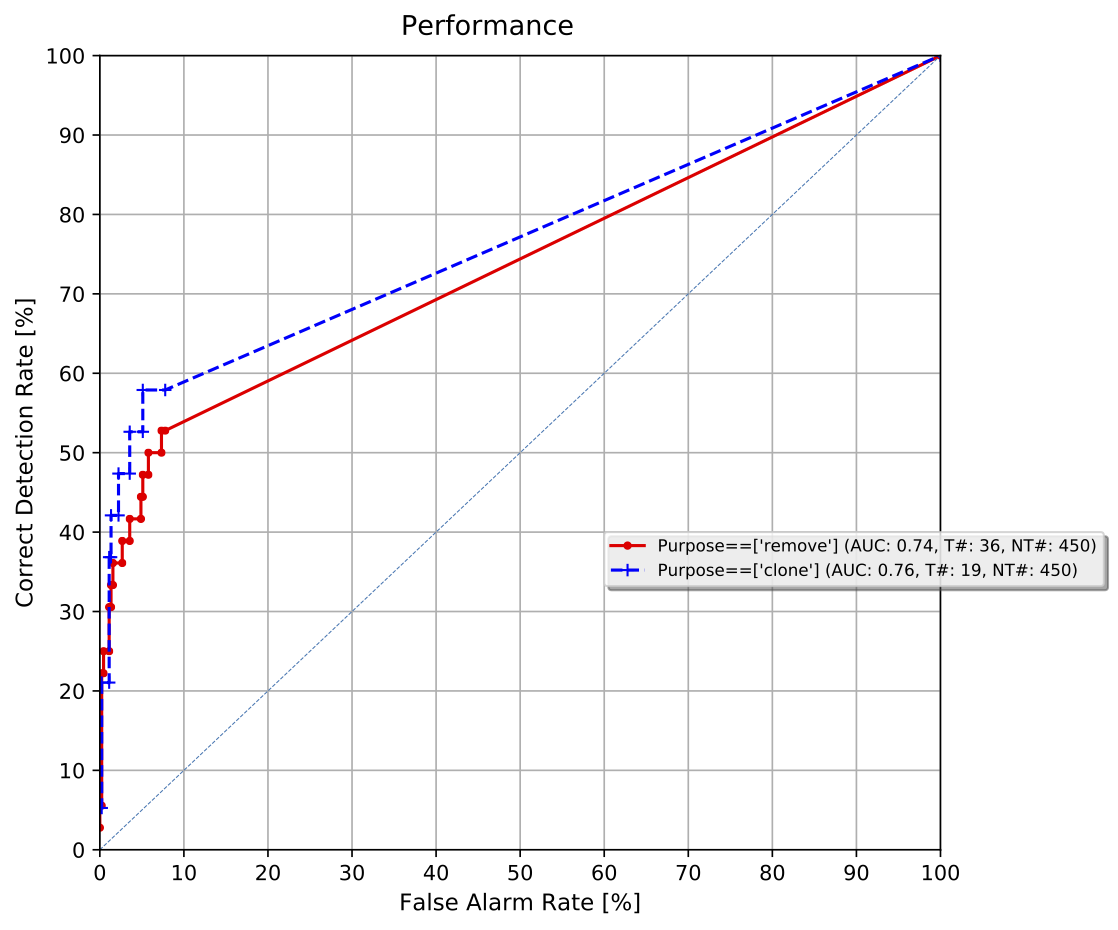 Performance
Correct Detection Rate [%]
100
90
80
70
60
50
40
30
20
10
0
Purpose==['remove'] (AUC: 0.74, T#: 36, NT#: 450)
Purpose==['clone'] (AUC: 0.76, T#: 19, NT#: 450)
0 10 20 30 40 50 60 70 80 90 100
False Alarm Rate [%]